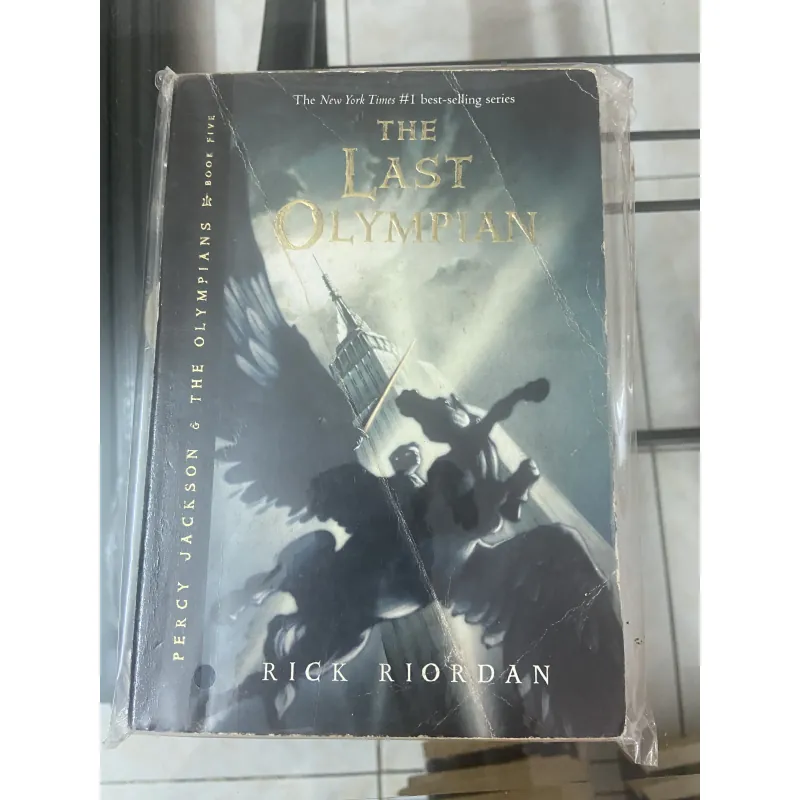 The New York Times #1 best-selling series
THE
LAST
OLYMPIAN
PERCY JACKSON & THE OLYMPIANS ★ BOOK FIVE
RICK RIORDAN